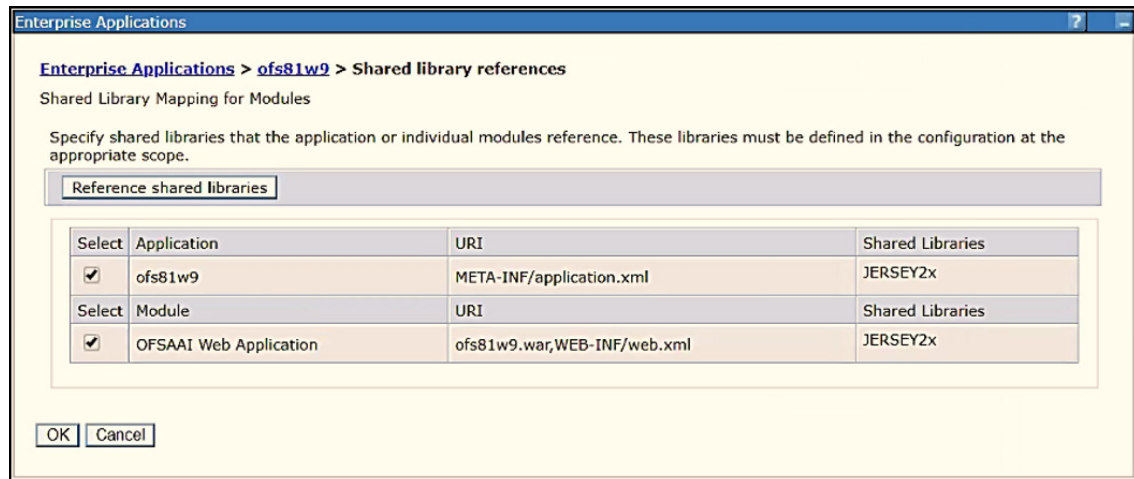 Enterprise Applications ? -
Enterprise Applications > ofs81w9 > Shared library references
Shared Library Mapping for Modules
Specify shared libraries that the application or individual modules reference. These libraries must be defined in the configuration at the
appropriate scope.
Reference shared libraries
Select Application URI Shared Libraries
ofs81w9 META-INF/application.xml JERSEY2x
Select Module URI Shared Libraries
OFSAAI Web Application ofs81w9.war,WEB-INF/web.xml JERSEY2x
OK Cancel